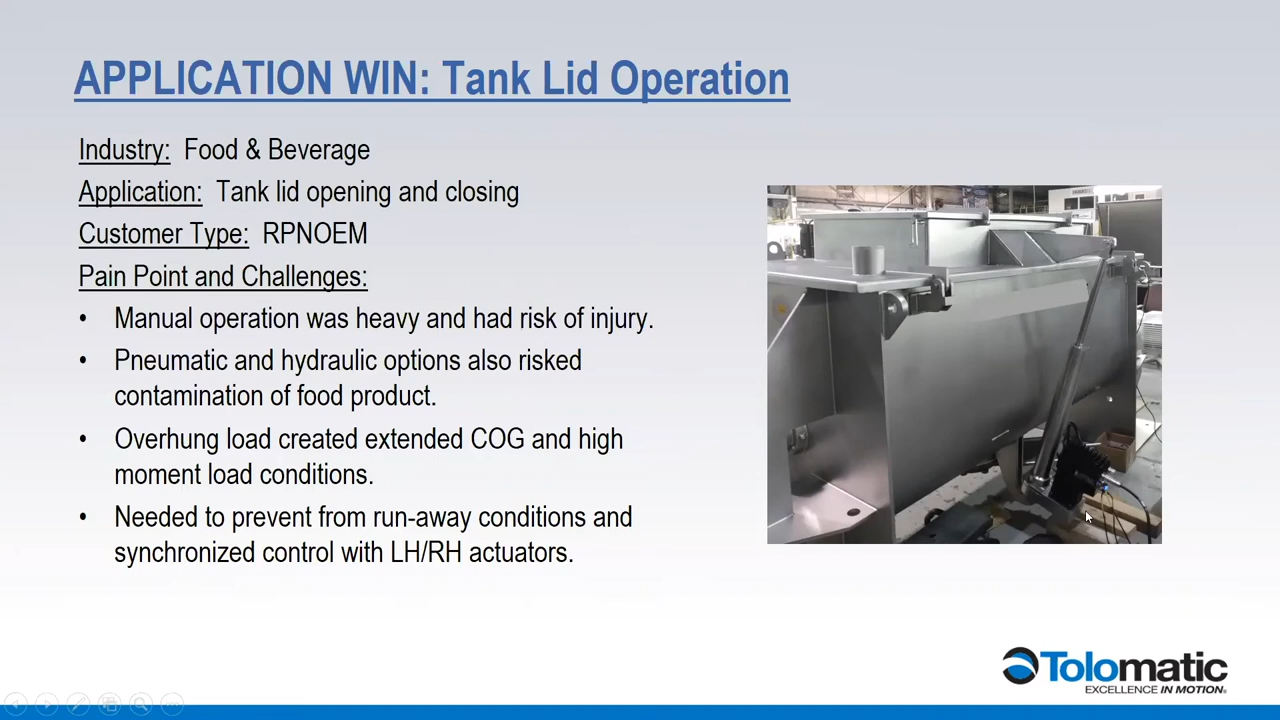 APPLICATION WIN: Tank Lid Operation
Industry: Food & Beverage
Application: Tank lid opening and closing
Customer Type: RPNOEM
Pain Point and Challenges:
• Manual operation was heavy and had risk of injury.
• Pneumatic and hydraulic options also risked
contamination of food product.
• Overhung load created extended COG and high
moment load conditions.
• Needed to prevent from run-away conditions and
synchronized control with LH/RH actuators.
Tolomatic
EXCELLENCE IN MOTION®